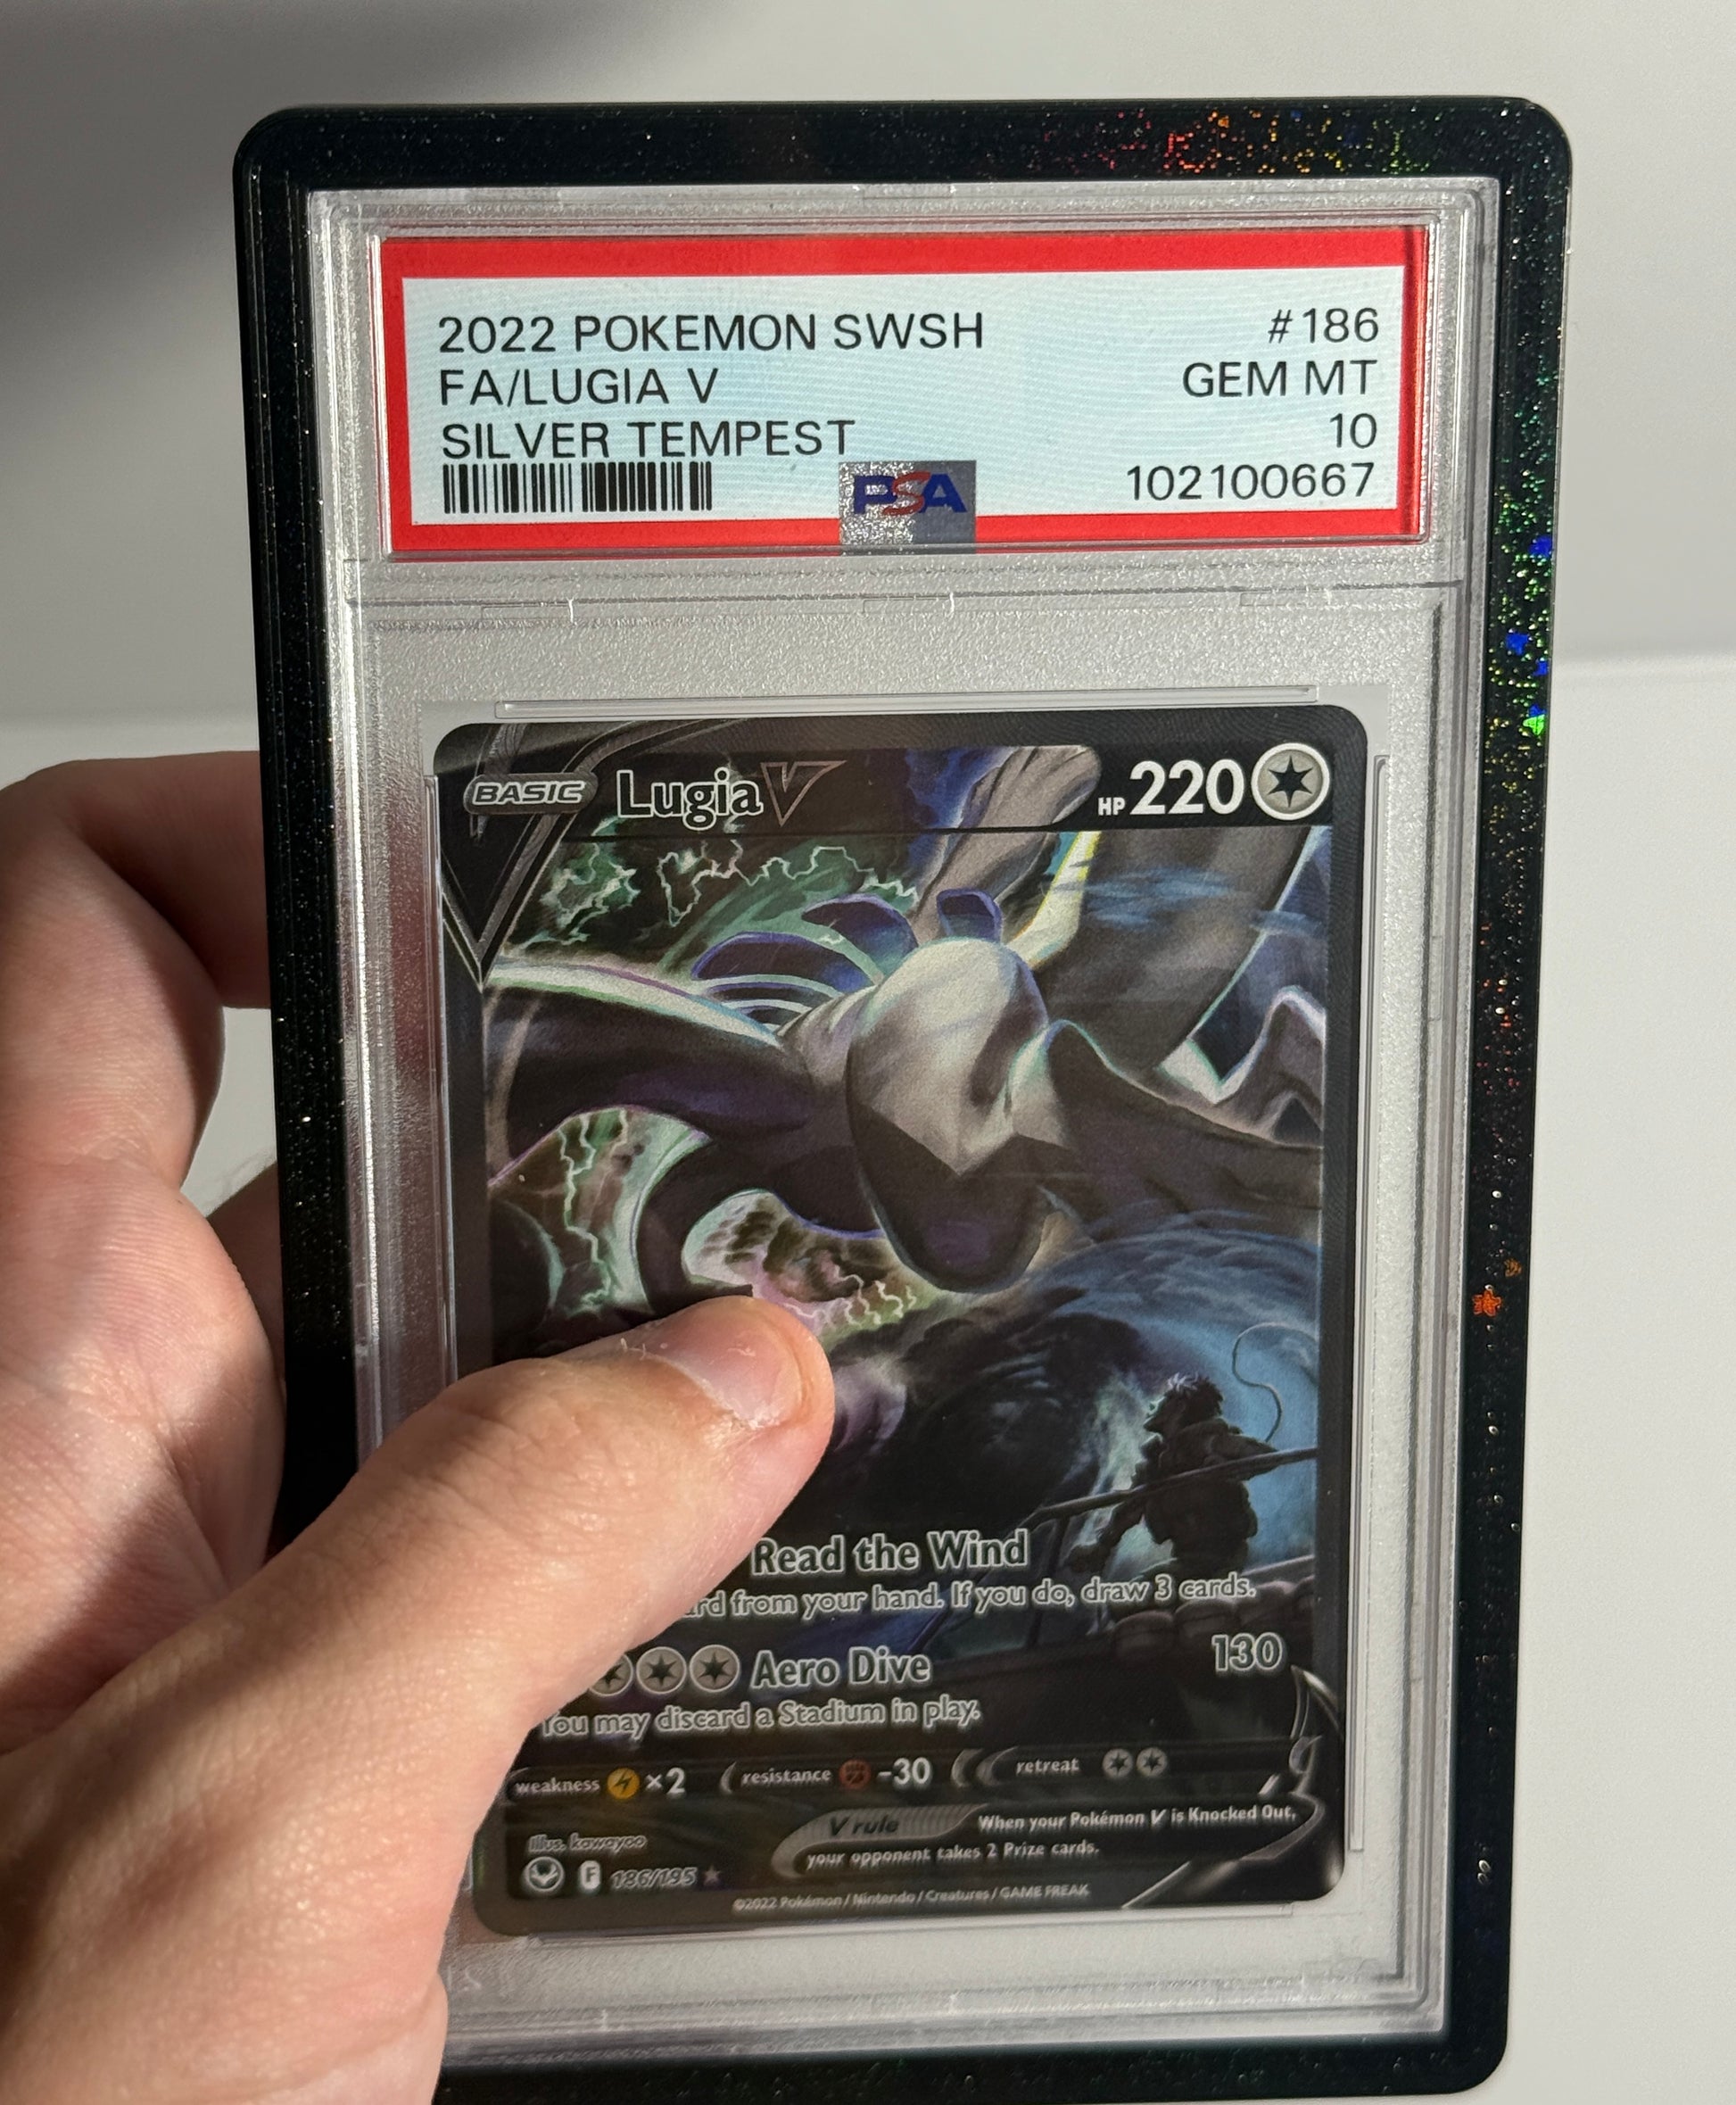 2022 POKEMON SWSH #186
FA/LUGIA V GEM MT
SILVER TEMPEST 10
PSA 102100667
BASIC Lugia V HP 220
Read the Wind
from your hand. If you do, draw 3 cards.
Aero Dive 130
You may discard a Stadium in play.
weakness ×2 resistance -30 retreat
V rule When your Pokémon V is Knocked Out,
your opponent takes 2 Prize cards.
Illus. kawayoo
F 186/195 ★
©2022 Pokémon / Nintendo / Creatures / GAME FREAK